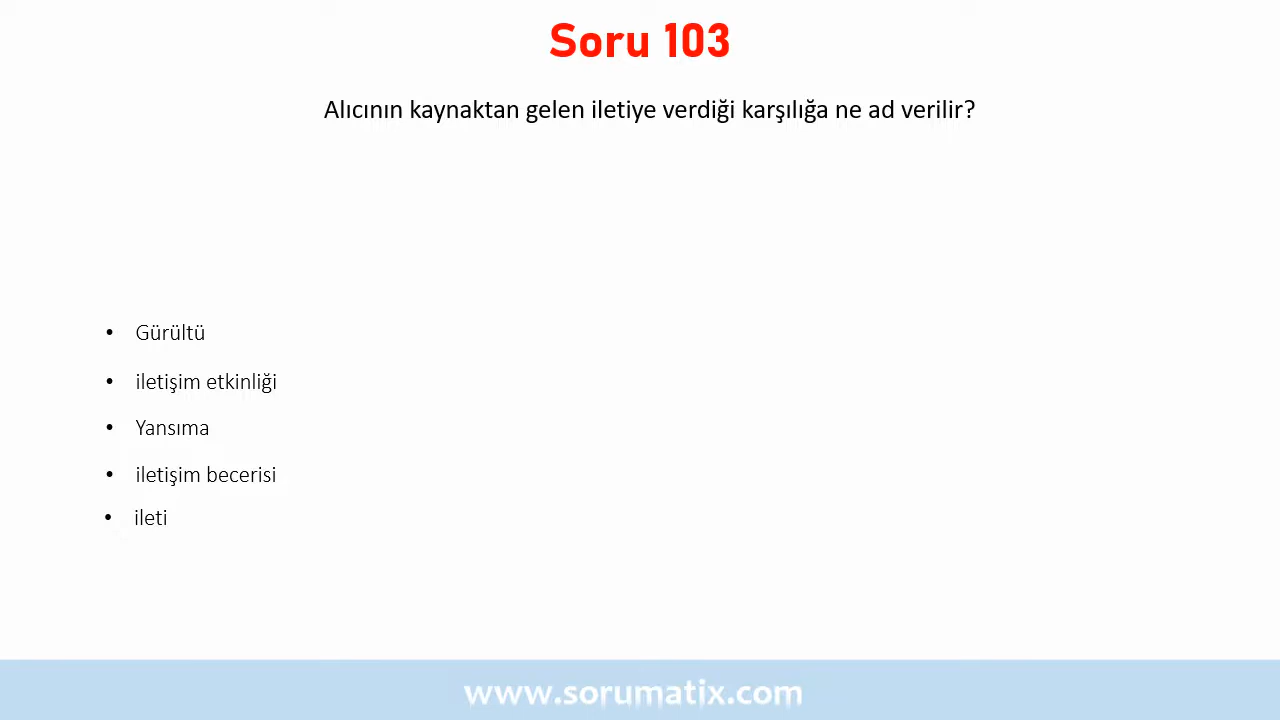 Soru 103
Alıcının kaynaktan gelen iletiye verdiği karşılığa ne ad verilir?
• Gürültü
• iletişim etkinliği
• Yansıma
• iletişim becerisi
• ileti
www.sorumatix.com